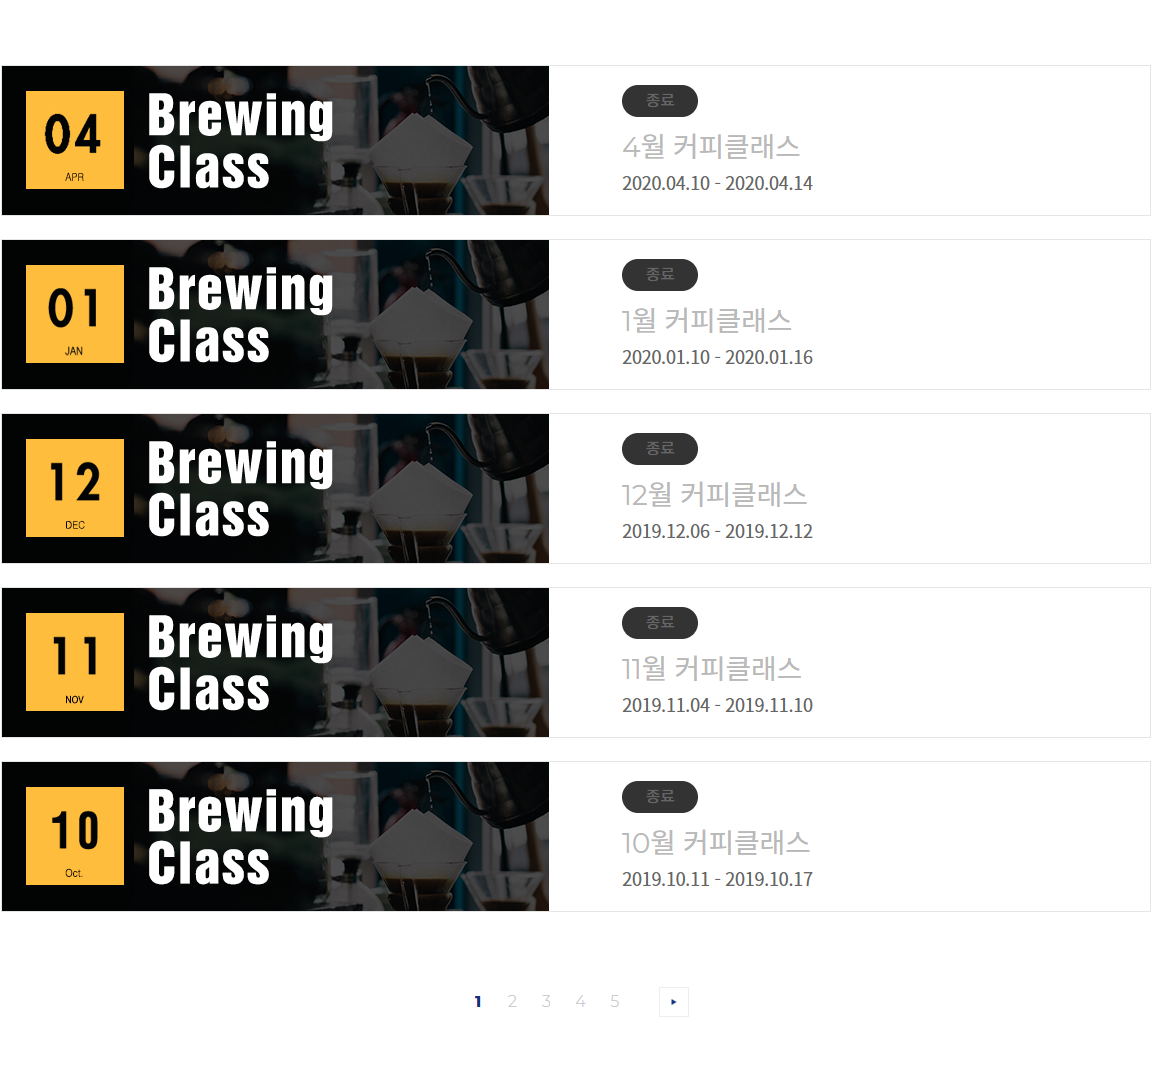 04
APR
Brewing
Class
종료
4월 커피클래스
2020.04.10 - 2020.04.14
01
JAN
Brewing
Class
종료
1월 커피클래스
2020.01.10 - 2020.01.16
12
DEC
Brewing
Class
종료
12월 커피클래스
2019.12.06 - 2019.12.12
11
NOV
Brewing
Class
종료
11월 커피클래스
2019.11.04 - 2019.11.10
10
Oct.
Brewing
Class
종료
10월 커피클래스
2019.10.11 - 2019.10.17
1 2 3 4 5